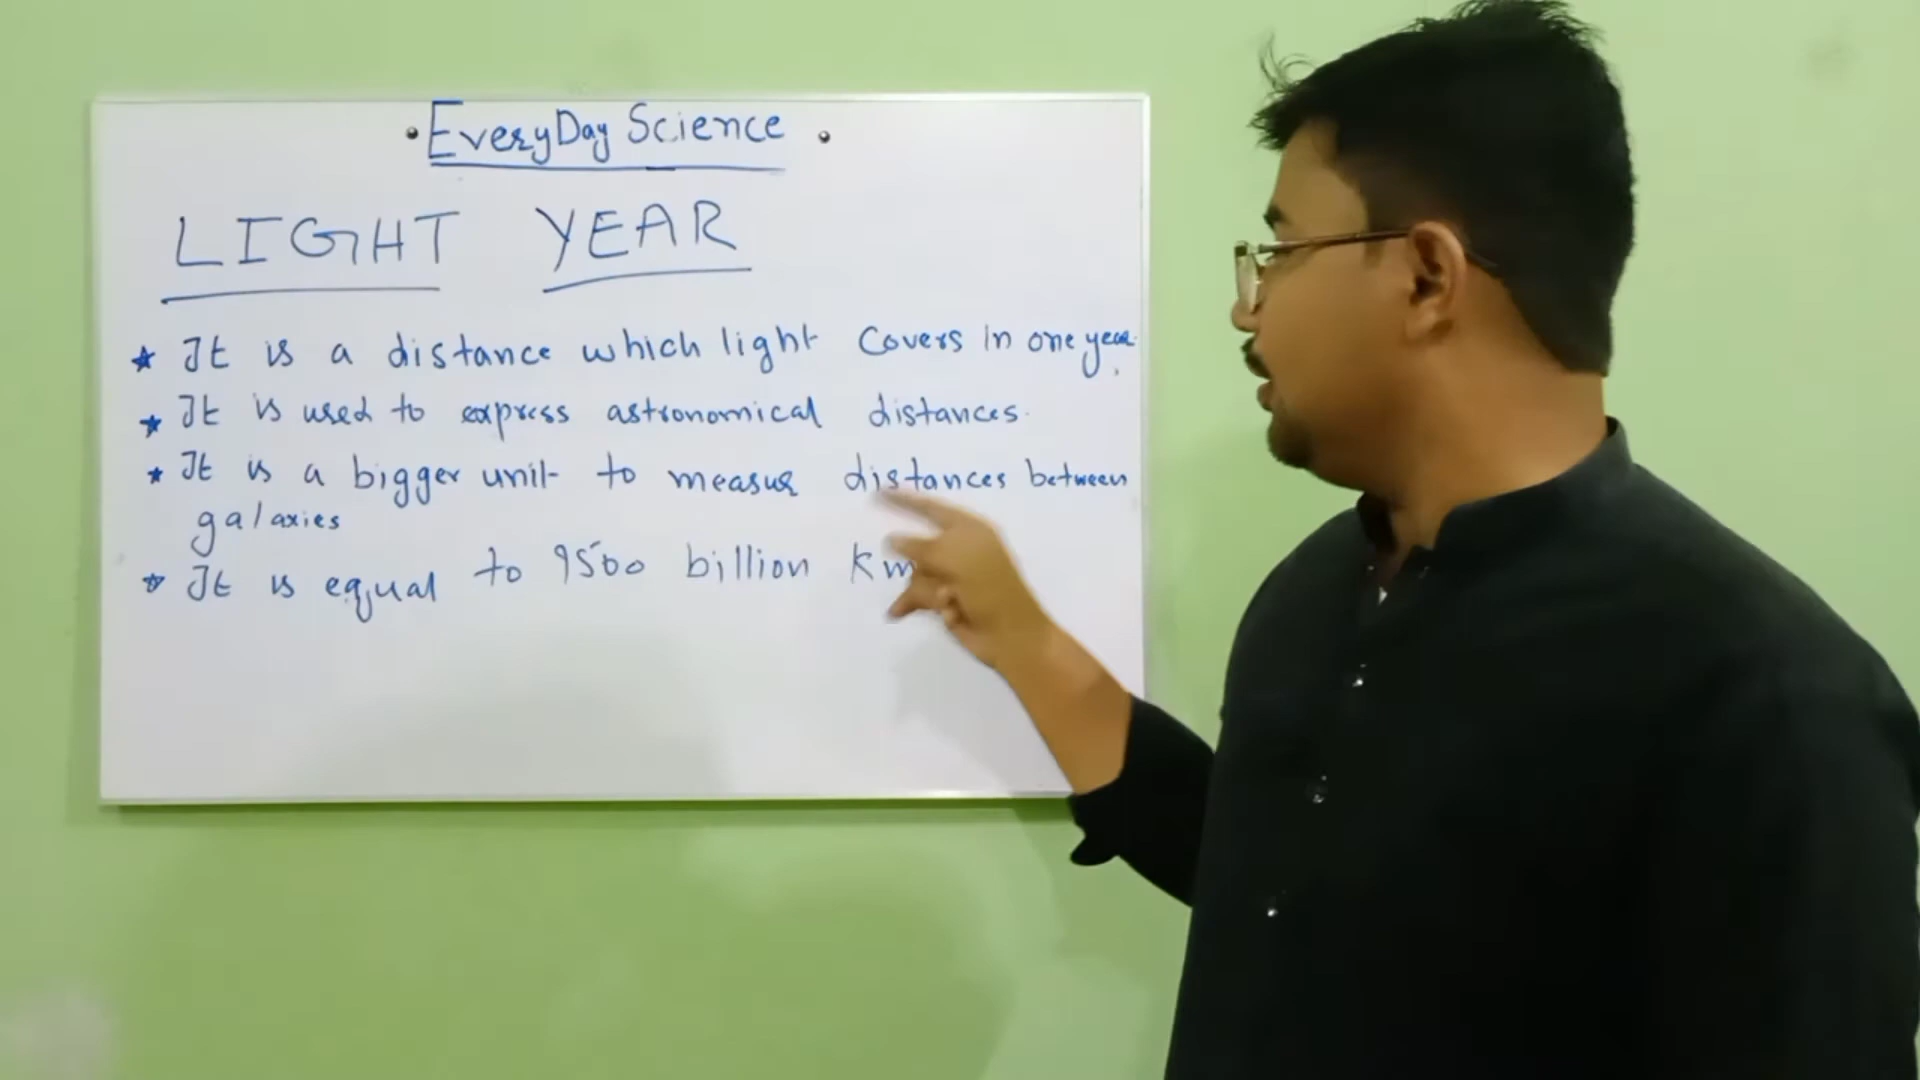 EveryDay Science
LIGHT YEAR
It is a distance which light Covers in one year.
It is used to express astronomical distances.
It is a bigger unit to measure distances between
galaxies
It is equal to 9500 billion Km